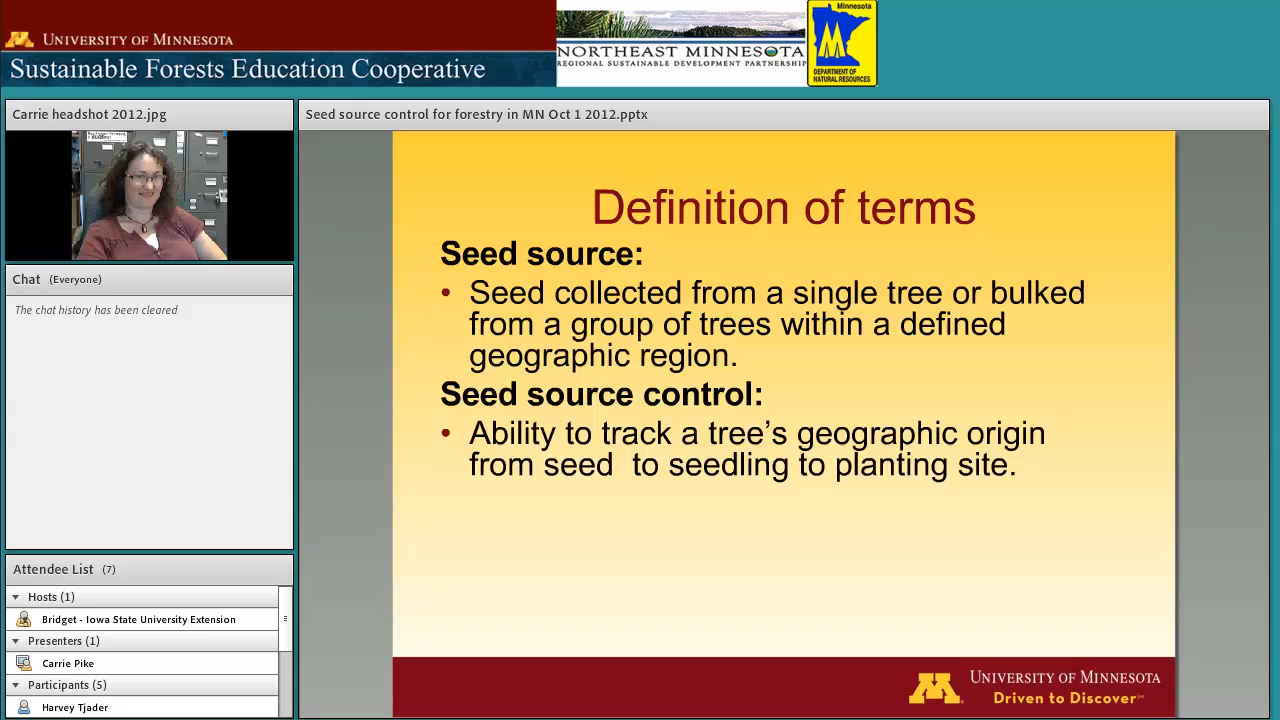 UNIVERSITY OF MINNESOTA
Sustainable Forests Education Cooperative
NORTHEAST MINNESOTA
REGIONAL SUSTAINABLE DEVELOPMENT PARTNERSHIP
Minnesota
DEPARTMENT OF
NATURAL RESOURCES
Carrie headshot 2012.jpg
Chat (Everyone)
The chat history has been cleared
Attendee List (7)
Hosts (1)
Bridget - Iowa State University Extension
Presenters (1)
Carrie Pike
Participants (5)
Harvey Tjader
Seed source control for forestry in MN Oct 1 2012.pptx
Definition of terms
Seed source:
• Seed collected from a single tree or bulked
from a group of trees within a defined
geographic region.
Seed source control:
• Ability to track a tree’s geographic origin
from seed  to seedling to planting site.
UNIVERSITY OF MINNESOTA
Driven to Discover℠